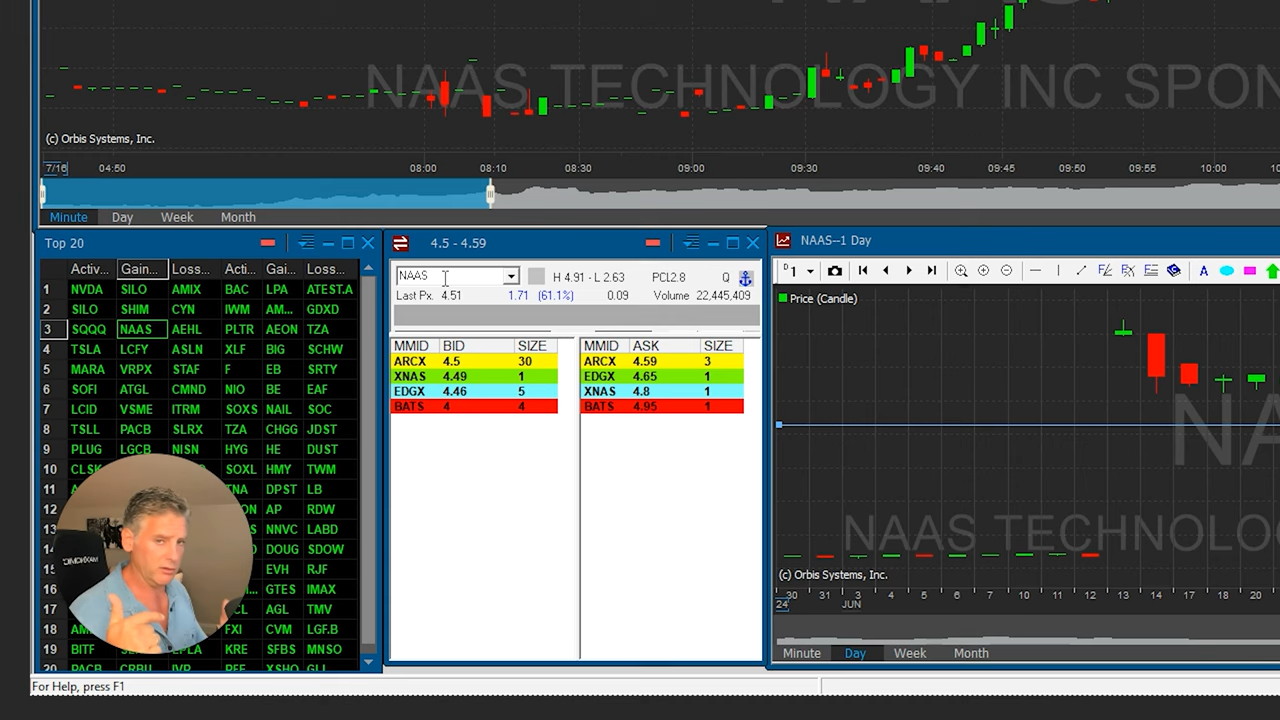 NAAS TECHNOLOGY INC SPON
(c) Orbis Systems, Inc.
7/16 04:50 08:00 08:10 08:30 09:00 09:30 09:40 09:50 10:00
Minute Day Week Month
Top 20
Activ... Gain... Loss... Acti... Gai... Loss...
1 NVDA SILO AMIX BAC LPA ATEST.A
2 SILO SHIM CYN IWM AM... GDXD
3 SQQQ NAAS AEHL PLTR AEON TZA
4 TSLA LCFY ASLN XLF BIG SCHW
5 MARA VRPX STAF F EB SRTY
6 SOFI ATGL CMND NIO BE EAF
7 LCID VSME ITRM SOXS NAIL SOC
8 TSLL PACB SLRX TZA CHGG JDST
9 PLUG LGCB NISN HYG HE DUST
10 CLSK SOXL HMY TWM
11 TNA DPST LB
12 AP RDW
13 NNVC LABD
14 DOUG SDOW
15 EVH RJF
16 GTES IMAX
17 AGL TMV
18 FXI CVM LGF.B
19 BITF KRE SFBS MNSO
20 PACB CRBU IVP PFE XSHO GLL
4.5 - 4.59
NAAS H 4.91 - L 2.63 PCL2.8 Q
Last Px. 4.51 1.71 (61.1%) 0.09 Volume 22,445,409
MMID BID SIZE MMID ASK SIZE
ARCX 4.5 30 ARCX 4.59 3
XNAS 4.49 1 EDGX 4.65 1
EDGX 4.46 5 XNAS 4.8 1
BATS 4 4 BATS 4.95 1
NAAS--1 Day
D1
Price (Candle)
NA
NAAS TECHNOLOG
(c) Orbis Systems, Inc.
30 31 3 4 5 6 7 10 11 12 13 14 17 18 20
24 JUN
Minute Day Week Month
For Help, press F1